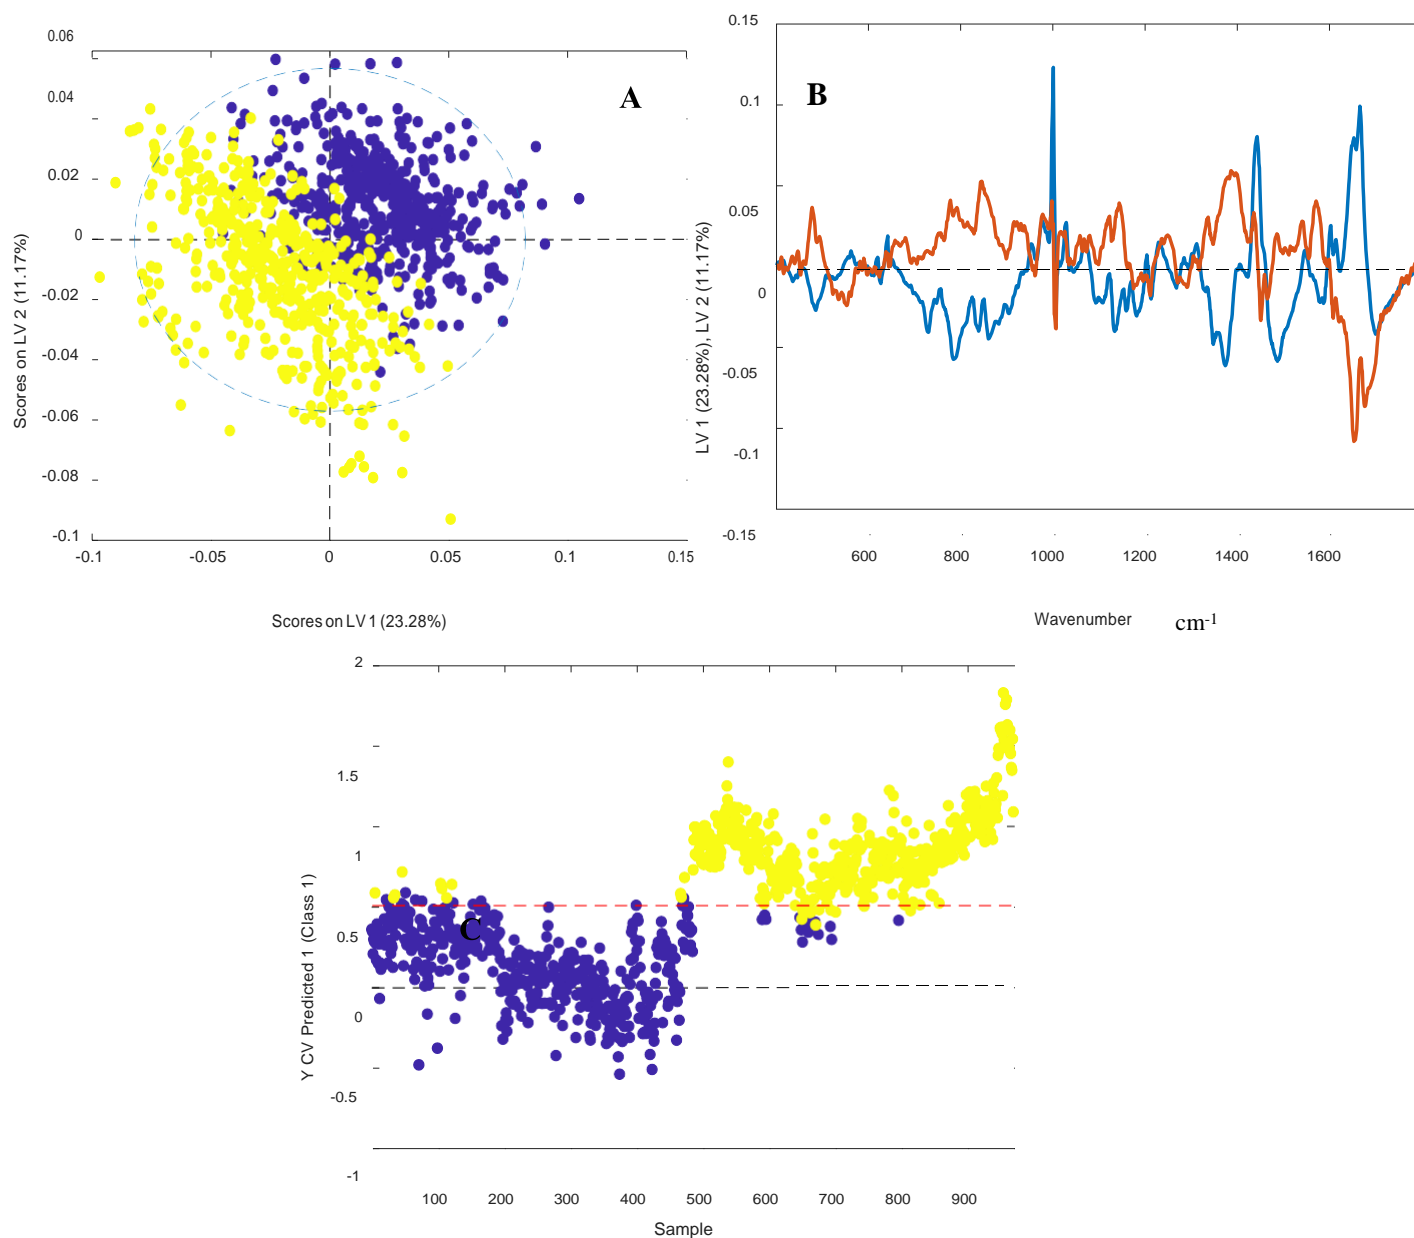 A
0.06
0.04
0.02
0
-0.02
-0.04
-0.06
-0.08
-0.1
Scores on LV 2 (11.17%)
-0.1 -0.05 0 0.05 0.1 0.15
Scores on LV 1 (23.28%)
B
0.15
0.1
0.05
0
-0.05
-0.1
-0.15
LV 1 (23.28%), LV 2 (11.17%)
600 800 1000 1200 1400 1600
Wavenumber cm-1
C
2
1.5
1
0.5
0
-0.5
-1
Y CV Predicted 1 (Class 1)
100 200 300 400 500 600 700 800 900
Sample